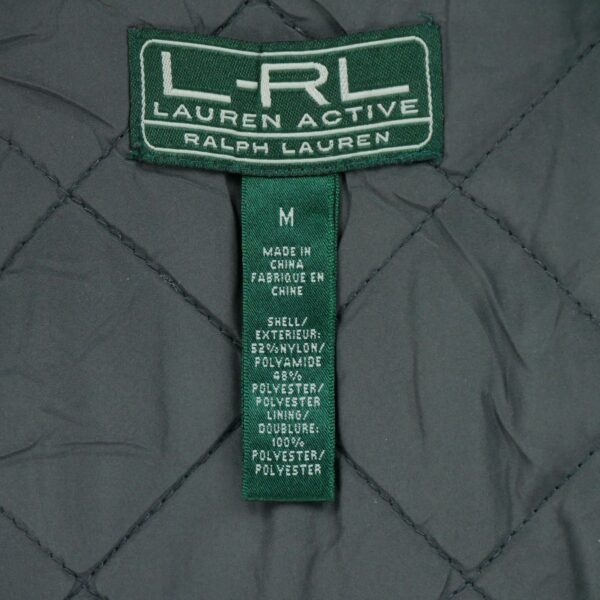 L-RL
LAUREN ACTIVE
RALPH LAUREN
M
MADE IN
CHINA
FABRIQUE EN
CHINE
SHELL/
EXTERIEUR:
52%NYLON/
POLYAMIDE
48%
POLYESTER/
POLYESTER
LINING/
DOUBLURE:
100%
POLYESTER/
POLYESTER